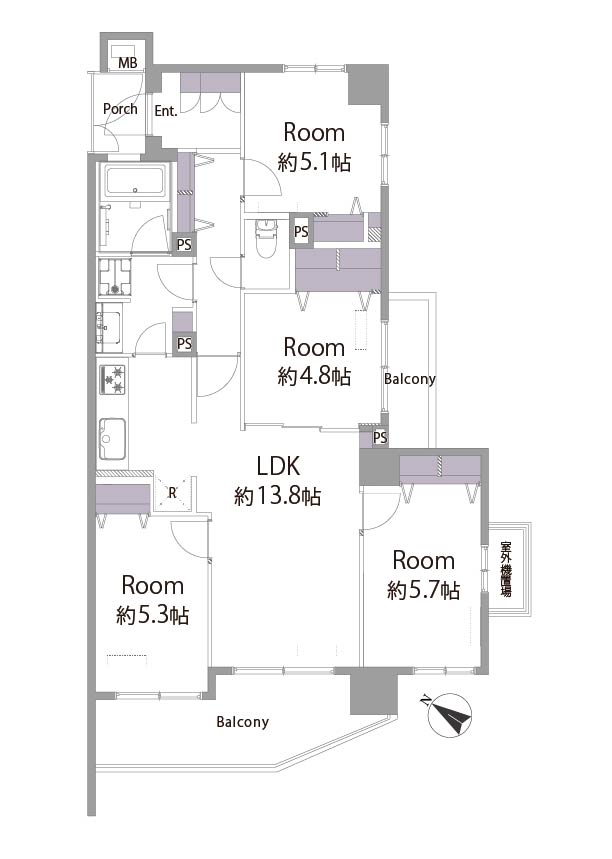 MB
Porch
Ent.
Room
約5.1帖
PS
PS
Room
約4.8帖
PS
Balcony
PS
LDK
約13.8帖
R
Room
約5.7帖
室外機置場
Room
約5.3帖
N
Balcony